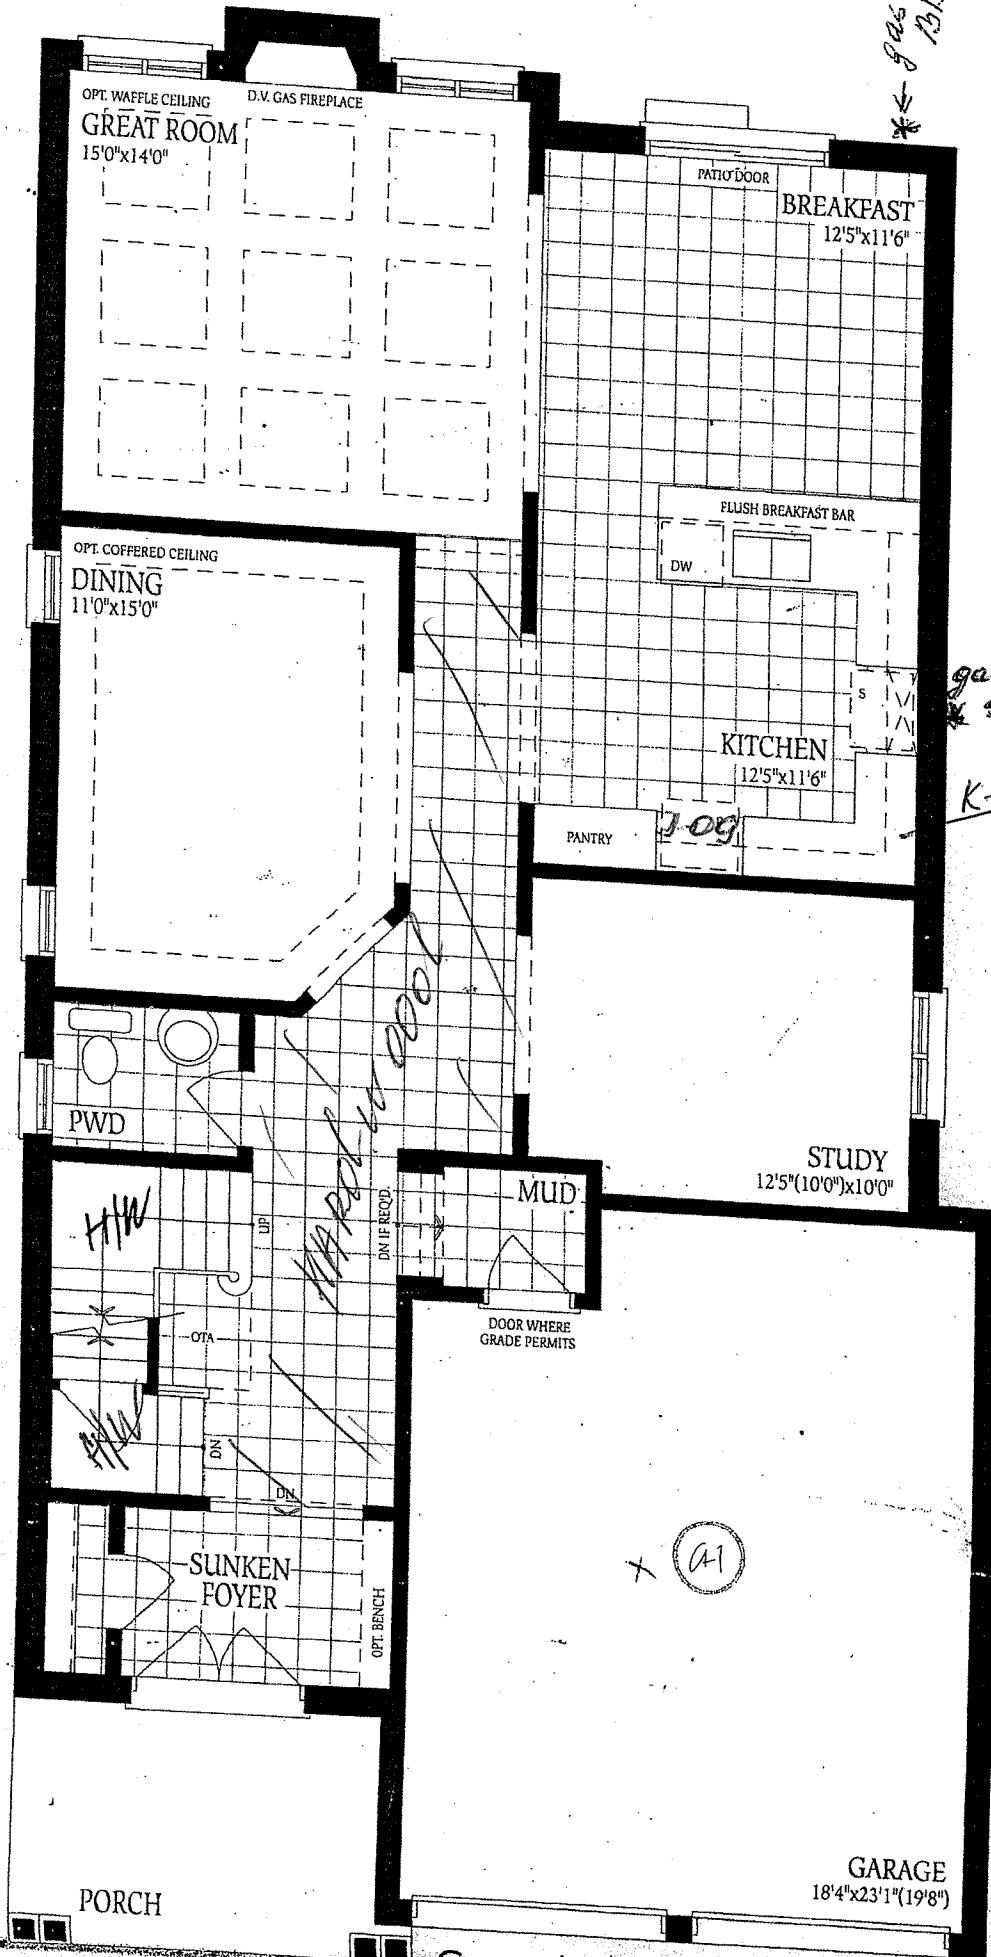 * ← gas
OPT. WAFFLE CEILING
D.V. GAS FIREPLACE
GREAT ROOM
15'0"x14'0"
PATIO DOOR
BREAKFAST
12'5"x11'6"
FLUSH BREAKFAST BAR
DW
OPT. COFFERED CEILING
DINING
11'0"x15'0"
S
KITCHEN
12'5"x11'6"
PANTRY
HARDWOOD
PWD
STUDY
12'5"(10'0")x10'0"
MUD
H/W
UP
DN IF REQ'D.
DOOR WHERE
GRADE PERMITS
OTA
H/W
DN
DN
SUNKEN
FOYER
OPT. BENCH
GARAGE
18'4"x23'1"(19'8")
PORCH